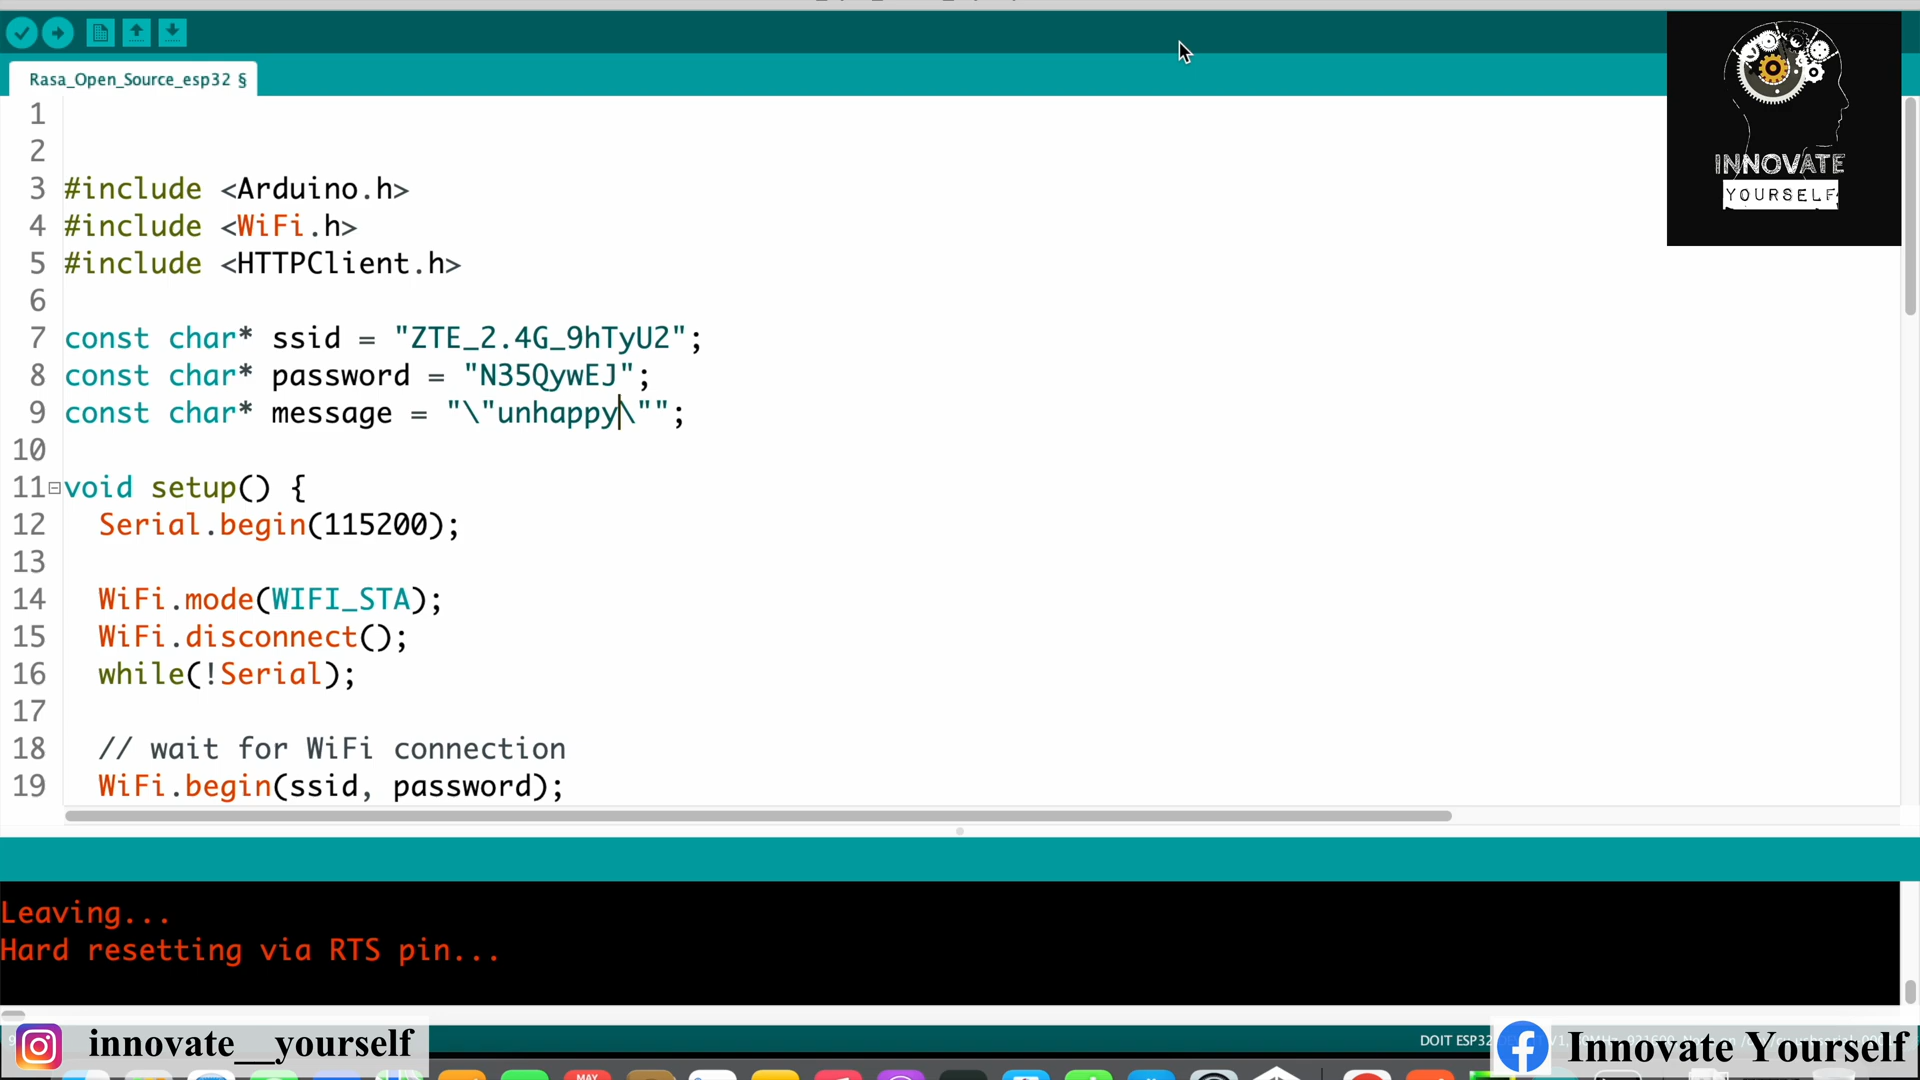 Rasa_Open_Source_esp32 §
INNOVATE
YOURSELF
1
2
3 #include <Arduino.h>
4 #include <WiFi.h>
5 #include <HTTPClient.h>
6
7 const char* ssid = "ZTE_2.4G_9hTyU2";
8 const char* password = "N35QywEJ";
9 const char* message = "\"unhappy\"";
10
11 void setup() {
12 Serial.begin(115200);
13
14 WiFi.mode(WIFI_STA);
15 WiFi.disconnect();
16 while(!Serial);
17
18 // wait for WiFi connection
19 WiFi.begin(ssid, password);
Leaving...
Hard resetting via RTS pin...
innovate__yourself
DOIT ESP32
Innovate Yourself
MAY